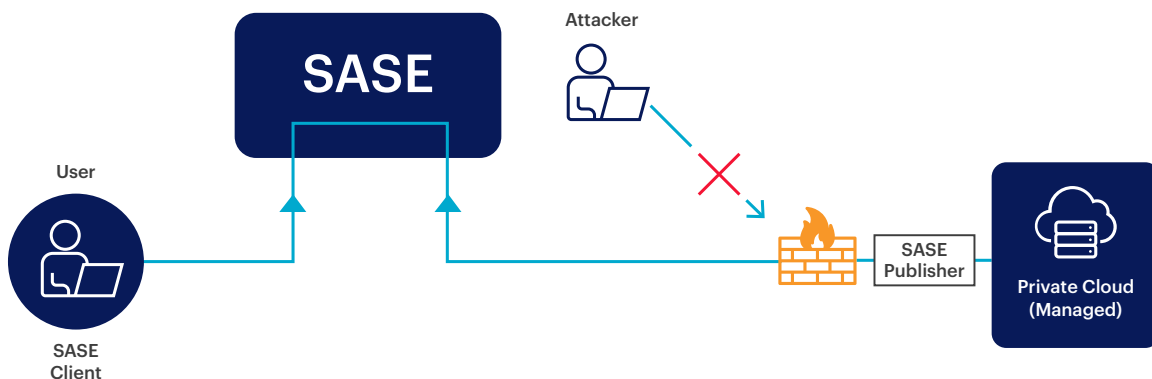 SASE
Attacker
User
SASE
Client
SASE
Publisher
Private Cloud
(Managed)